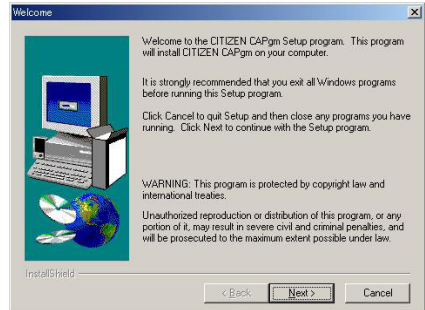 Welcome
Welcome to the CITIZEN CAPgm Setup program. This program
will install CITIZEN CAPgm on your computer.
It is strongly recommended that you exit all Windows programs
before running this Setup program.
Click Cancel to quit Setup and then close any programs you have
running. Click Next to continue with the Setup program.
WARNING: This program is protected by copyright law and
international treaties.
Unauthorized reproduction or distribution of this program, or any
portion of it, may result in severe civil and criminal penalties, and
will be prosecuted to the maximum extent possible under law.
InstallShield
< Back
Next >
Cancel